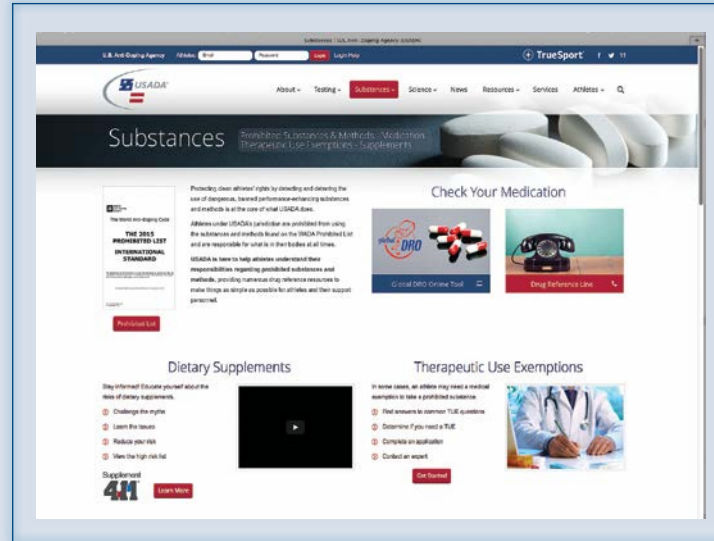 Substances | U.S. Anti-Doping Agency (USADA)
U.S. Anti-Doping Agency Athletes: Email Password Login Login Help TrueSport
USADA
About Testing Substances Science News Resources Services Athletes
Substances
Prohibited Substances & Methods - Medication
Therapeutic Use Exemptions - Supplements
The World Anti-Doping Code
THE 2015
PROHIBITED LIST
INTERNATIONAL
STANDARD
Prohibited List
Protecting clean athletes' rights by detecting and deterring the
use of dangerous, banned performance-enhancing substances
and methods is at the core of what USADA does.
Athletes under USADA's jurisdiction are prohibited from using
the substances and methods found on the WADA Prohibited List
and are responsible for what is in their bodies at all times.
USADA is here to help athletes understand their
responsibilities regarding prohibited substances and
methods, providing numerous drug reference resources to
make things as simple as possible for athletes and their support
personnel.
Check Your Medication
global DRO
Global DRO Online Tool
Drug Reference Line
Dietary Supplements
Stay informed! Educate yourself about the
risks of dietary supplements.
Challenge the myths
Learn the issues
Reduce your risk
View the high risk list
Supplement
411
Learn More
Therapeutic Use Exemptions
In some cases, an athlete may need a medical
exemption to take a prohibited substance.
Find answers to common TUE questions
Determine if you need a TUE
Complete an application
Contact an expert
Get Started